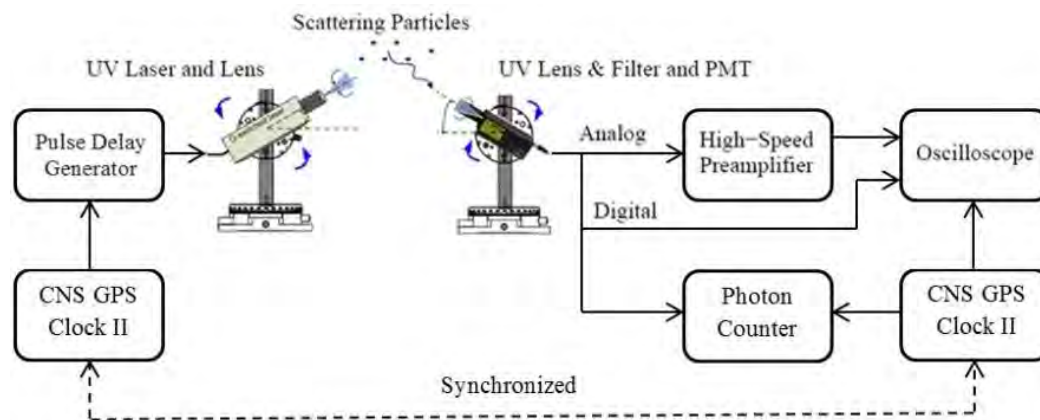 Scattering Particles
UV Laser and Lens
UV Lens & Filter and PMT
Pulse Delay
Generator
Analog
High−Speed
Preamplifier
Oscilloscope
Digital
CNS GPS
Clock II
Photon
Counter
CNS GPS
Clock II
Synchronized